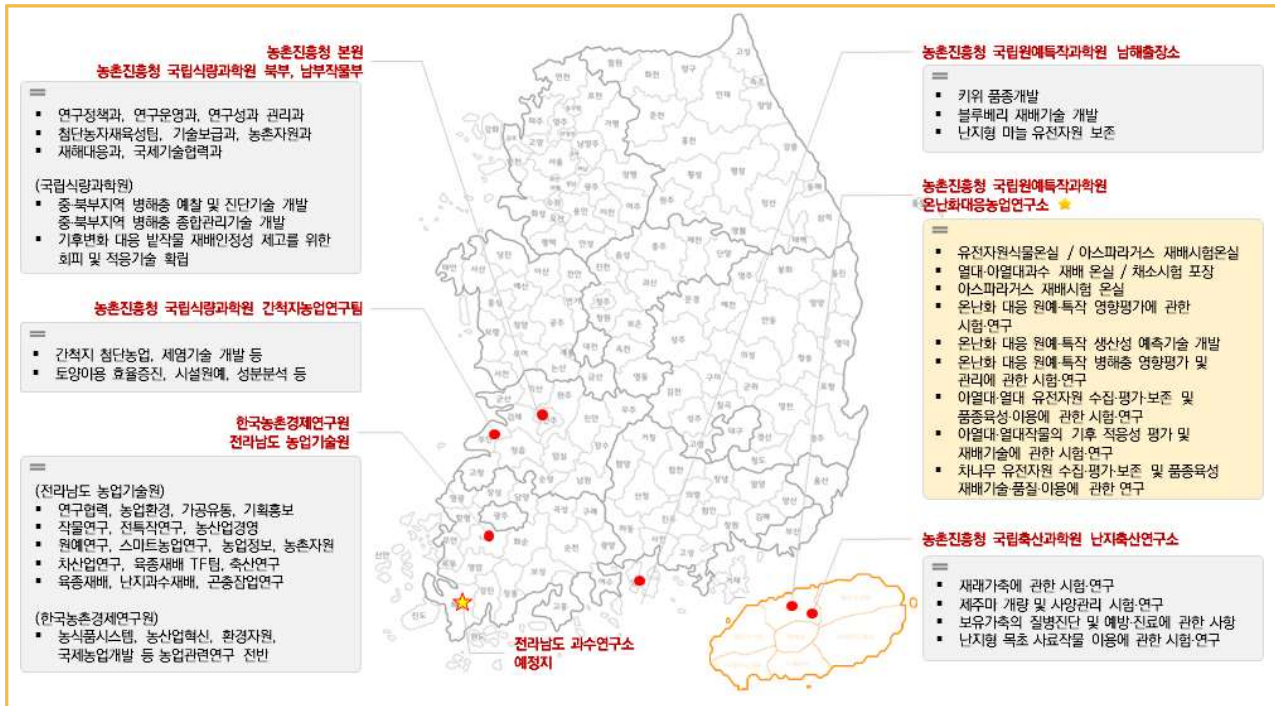 농촌진흥청 본원
농촌진흥청 국립식량과학원 북부, 남부작물부
▪ 연구정책과, 연구운영과, 연구성과 관리과
▪ 첨단농자재육성팀, 기술보급과, 농촌자원과
▪ 재해대응과, 국제기술협력과
(국립식량과학원)
▪ 중·북부지역 병해충 예찰 및 진단기술 개발
중·북부지역 병해충 종합관리기술 개발
▪ 기후변화 대응 밭작물 재배안정성 제고를 위한
회피 및 적응기술 확립
농촌진흥청 국립식량과학원 간척지농업연구팀
▪ 간척지 첨단농업, 제염기술 개발 등
▪ 토양이용 효율증진, 시설원예, 성분분석 등
한국농촌경제연구원
전라남도 농업기술원
(전라남도 농업기술원)
▪ 연구협력, 농업환경, 가공유통, 기획홍보
▪ 작물연구, 전특작연구, 농산업경영
▪ 원예연구, 스마트농업연구, 농업정보, 농촌자원
▪ 차산업연구, 육종재배 TF팀, 축산연구
▪ 육종재배, 난지과수재배, 곤충잠업연구
(한국농촌경제연구원)
▪ 농식품시스템, 농산업혁신, 환경자원,
국제농업개발 등 농업관련연구 전반
전라남도 과수연구소
예정지
농촌진흥청 국립원예특작과학원 남해출장소
▪ 키위 품종개발
▪ 블루베리 재배기술 개발
▪ 난지형 마늘 유전자원 보존
농촌진흥청 국립원예특작과학원
온난화대응농업연구소
▪ 유전자원식물온실 / 아스파라거스 재배시험온실
▪ 열대·아열대과수 재배 온실 / 채소시험 포장
▪ 아스파라거스 재배시험 온실
▪ 온난화 대응 원예·특작 영향평가에 관한
시험·연구
▪ 온난화 대응 원예·특작 생산성 예측기술 개발
▪ 온난화 대응 원예·특작 병해충 영향평가 및
관리에 관한 시험·연구
▪ 아열대·열대 유전자원 수집·평가·보존 및
품종육성·이용에 관한 시험·연구
▪ 아열대·열대작물의 기후 적응성 평가 및
재배기술에 관한 시험·연구
▪ 차나무 유전자원 수집·평가·보존 및 품종육성
재배기술·품질·이용에 관한 연구
농촌진흥청 국립축산과학원 난지축산연구소
▪ 재래가축에 관한 시험·연구
▪ 제주마 개량 및 사양관리 시험·연구
▪ 보유가축의 질병진단 및 예방·진료에 관한 사항
▪ 난지형 목초 사료작물 이용에 관한 시험·연구